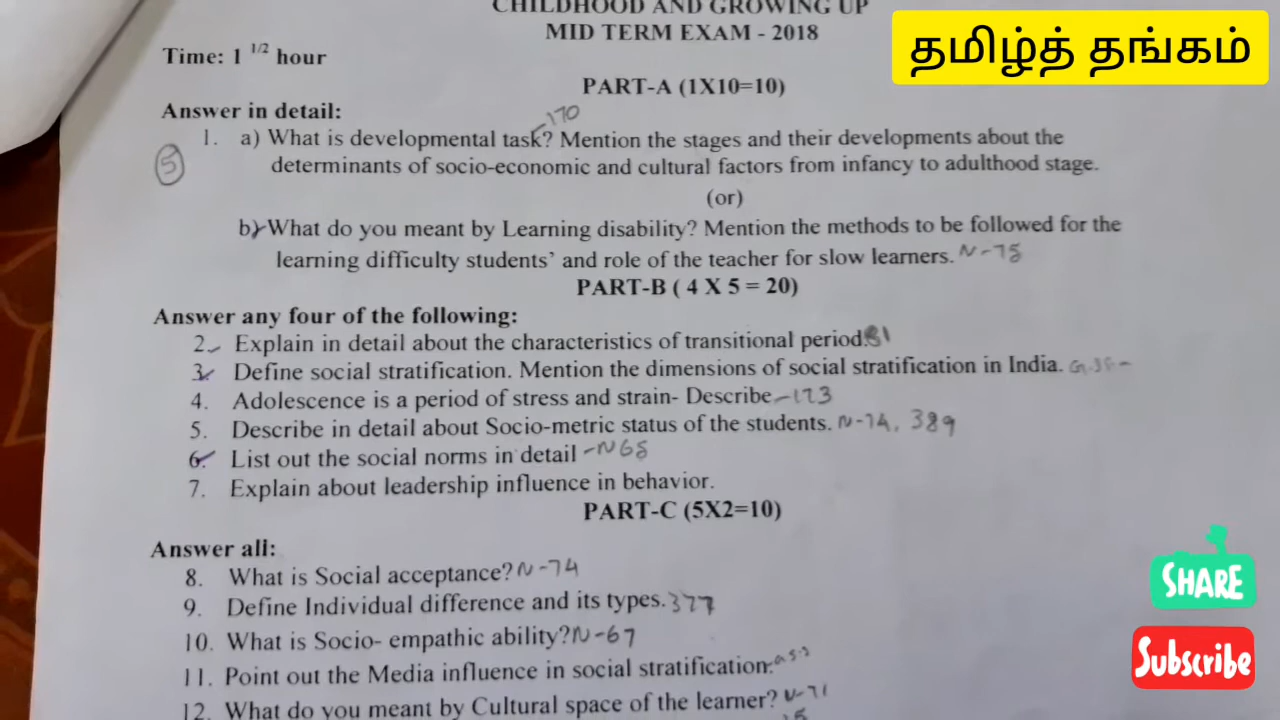 CHILDHOOD AND GROWING UP
MID TERM EXAM - 2018
தமிழ்த் தங்கம்
Time: 1 1/2 hour
PART-A (1X10=10)
Answer in detail:
170
1. a) What is developmental task? Mention the stages and their developments about the
5
determinants of socio-economic and cultural factors from infancy to adulthood stage.
(or)
b) What do you meant by Learning disability? Mention the methods to be followed for the
learning difficulty students' and role of the teacher for slow learners. N-75
PART-B ( 4 X 5 = 20)
Answer any four of the following:
2. Explain in detail about the characteristics of transitional period. 81
3. Define social stratification. Mention the dimensions of social stratification in India.
4. Adolescence is a period of stress and strain- Describe -173
5. Describe in detail about Socio-metric status of the students. N-74, 389
6. List out the social norms in detail -N68
7. Explain about leadership influence in behavior.
PART-C (5X2=10)
Answer all:
8. What is Social acceptance? N-74
9. Define Individual difference and its types. 377
10. What is Socio- empathic ability? N-67
11. Point out the Media influence in social stratification.
12. What do you meant by Cultural space of the learner? N-71
SHARE
Subscribe